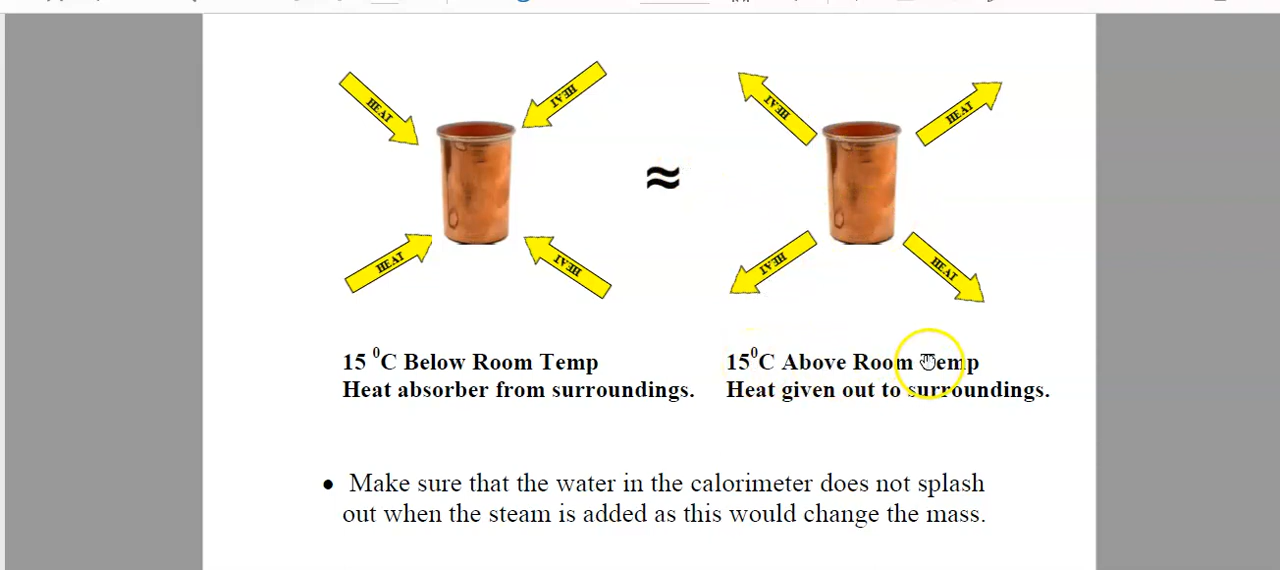 HEAT
HEAT
HEAT
HEAT
≈
HEAT
HEAT
HEAT
HEAT
15 ⁰C Below Room Temp
Heat absorber from surroundings.
15⁰C Above Room Temp
Heat given out to surroundings.
• Make sure that the water in the calorimeter does not splash
out when the steam is added as this would change the mass.